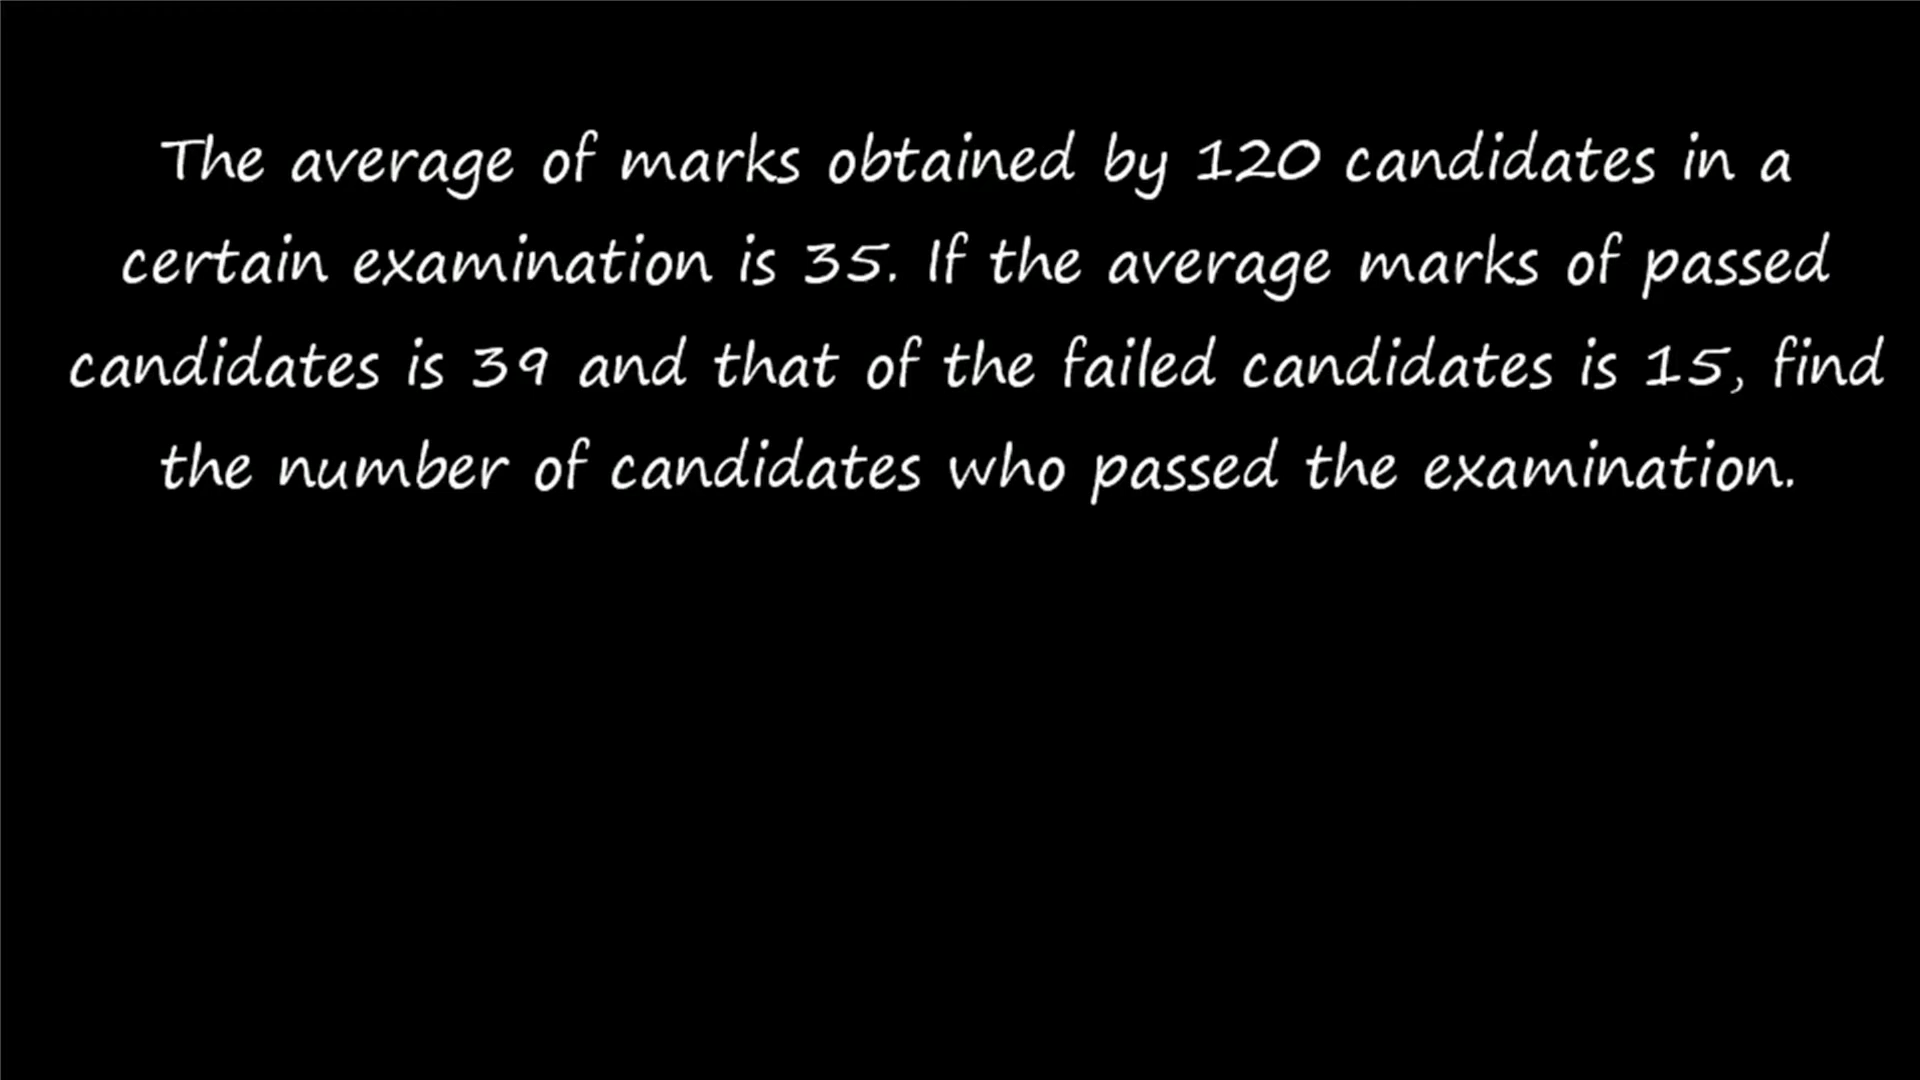 The average of marks obtained by 120 candidates in a
certain examination is 35. If the average marks of passed
candidates is 39 and that of the failed candidates is 15, find
the number of candidates who passed the examination.